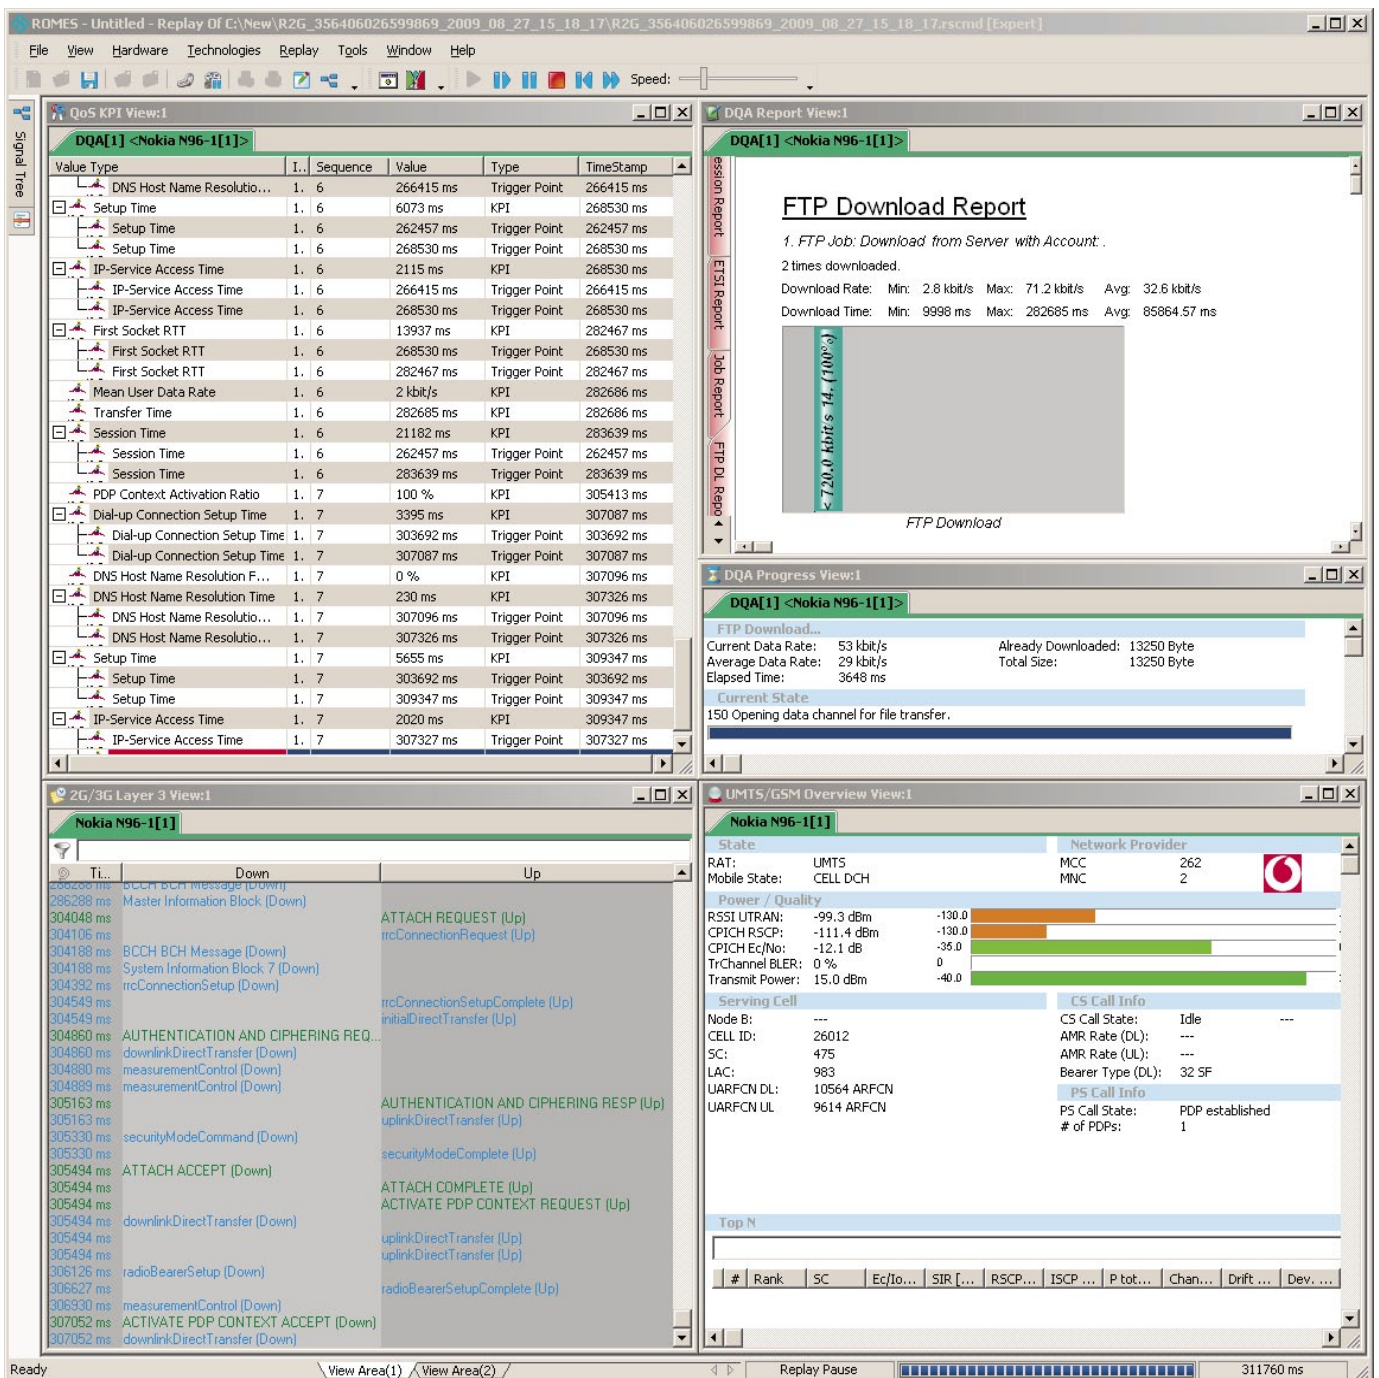 ROMES - Untitled - Replay Of C:\New\R2G_356406026599869_2009_08_27_15_18_17\R2G_356406026599869_2009_08_27_15_18_17.rscmd [Expert]
File View Hardware Technologies Replay Tools Window Help
Speed:
Signal Tree
QoS KPI View:1
DQA[1] <Nokia N96-1[1]>
Value Type I.. Sequence Value Type TimeStamp
DNS Host Name Resolutio... 1. 6 266415 ms Trigger Point 266415 ms
Setup Time 1. 6 6073 ms KPI 268530 ms
Setup Time 1. 6 262457 ms Trigger Point 262457 ms
Setup Time 1. 6 268530 ms Trigger Point 268530 ms
IP-Service Access Time 1. 6 2115 ms KPI 268530 ms
IP-Service Access Time 1. 6 266415 ms Trigger Point 266415 ms
IP-Service Access Time 1. 6 268530 ms Trigger Point 268530 ms
First Socket RTT 1. 6 13937 ms KPI 282467 ms
First Socket RTT 1. 6 268530 ms Trigger Point 268530 ms
First Socket RTT 1. 6 282467 ms Trigger Point 282467 ms
Mean User Data Rate 1. 6 2 kbit/s KPI 282686 ms
Transfer Time 1. 6 282685 ms KPI 282686 ms
Session Time 1. 6 21182 ms KPI 283639 ms
Session Time 1. 6 262457 ms Trigger Point 262457 ms
Session Time 1. 6 283639 ms Trigger Point 283639 ms
PDP Context Activation Ratio 1. 7 100 % KPI 305413 ms
Dial-up Connection Setup Time 1. 7 3395 ms KPI 307087 ms
Dial-up Connection Setup Time 1. 7 303692 ms Trigger Point 303692 ms
Dial-up Connection Setup Time 1. 7 307087 ms Trigger Point 307087 ms
DNS Host Name Resolution F... 1. 7 0 % KPI 307096 ms
DNS Host Name Resolution Time 1. 7 230 ms KPI 307326 ms
DNS Host Name Resolutio... 1. 7 307096 ms Trigger Point 307096 ms
DNS Host Name Resolutio... 1. 7 307326 ms Trigger Point 307326 ms
Setup Time 1. 7 5655 ms KPI 309347 ms
Setup Time 1. 7 303692 ms Trigger Point 303692 ms
Setup Time 1. 7 309347 ms Trigger Point 309347 ms
IP-Service Access Time 1. 7 2020 ms KPI 309347 ms
IP-Service Access Time 1. 7 307327 ms Trigger Point 307327 ms
DQA Report View:1
DQA[1] <Nokia N96-1[1]>
ession Report
ETSI Report
Job Report
FTP DL Repo
FTP Download Report
1. FTP Job: Download from Server with Account: .
2 times downloaded.
Download Rate: Min: 2.8 kbit/s Max: 71.2 kbit/s Avg: 32.6 kbit/s
Download Time: Min: 9998 ms Max: 282685 ms Avg: 85864.57 ms
< 720.0 kbit s 14. (100%)
FTP Download
DQA Progress View:1
DQA[1] <Nokia N96-1[1]>
FTP Download...
Current Data Rate: 53 kbit/s Already Downloaded: 13250 Byte
Average Data Rate: 29 kbit/s Total Size: 13250 Byte
Elapsed Time: 3648 ms
Current State
150 Opening data channel for file transfer.
2G/3G Layer 3 View:1
Nokia N96-1[1]
Ti... Down Up
286288 ms BCCH BCH Message (Down)
286288 ms Master Information Block (Down)
304048 ms ATTACH REQUEST (Up)
304106 ms rrcConnectionRequest (Up)
304188 ms BCCH BCH Message (Down)
304188 ms System Information Block 7 (Down)
304392 ms rrcConnectionSetup (Down)
304549 ms rrcConnectionSetupComplete (Up)
304549 ms initialDirectTransfer (Up)
304860 ms AUTHENTICATION AND CIPHERING REQ...
304860 ms downlinkDirectTransfer (Down)
304880 ms measurementControl (Down)
304889 ms measurementControl (Down)
305163 ms AUTHENTICATION AND CIPHERING RESP (Up)
305163 ms uplinkDirectTransfer (Up)
305330 ms securityModeCommand (Down)
305330 ms securityModeComplete (Up)
305494 ms ATTACH ACCEPT (Down)
305494 ms ATTACH COMPLETE (Up)
305494 ms ACTIVATE PDP CONTEXT REQUEST (Up)
305494 ms downlinkDirectTransfer (Down)
305494 ms uplinkDirectTransfer (Up)
305494 ms uplinkDirectTransfer (Up)
306126 ms radioBearerSetup (Down)
306627 ms radioBearerSetupComplete (Up)
306930 ms measurementControl (Down)
307052 ms ACTIVATE PDP CONTEXT ACCEPT (Down)
307052 ms downlinkDirectTransfer (Down)
UMTS/GSM Overview View:1
Nokia N96-1[1]
State Network Provider
RAT: UMTS MCC 262
Mobile State: CELL DCH MNC 2
Power / Quality
RSSI UTRAN: -99.3 dBm -130.0
CPICH RSCP: -111.4 dBm -130.0
CPICH Ec/No: -12.1 dB -35.0
TrChannel BLER: 0 % 0
Transmit Power: 15.0 dBm -40.0
Serving Cell CS Call Info
Node B: --- CS Call State: Idle ---
CELL ID: 26012 AMR Rate (DL): ---
SC: 475 AMR Rate (UL): ---
LAC: 983 Bearer Type (DL): 32 SF
UARFCN DL: 10564 ARFCN PS Call Info
UARFCN UL 9614 ARFCN PS Call State: PDP established
# of PDPs: 1
Top N
# Rank SC Ec/Io... SIR [... RSCP... ISCP ... P tot... Chan... Drift ... Dev. ...
Ready View Area(1) View Area(2) Replay Pause 311760 ms